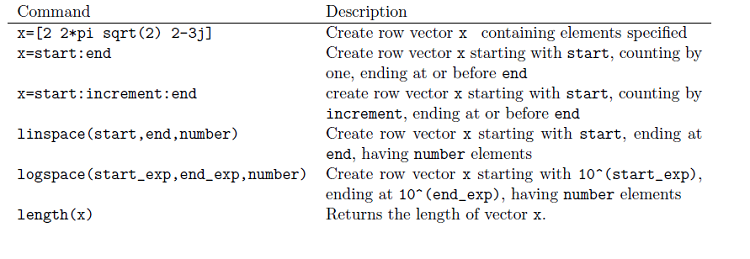 Command Description
x=[2 2*pi sqrt(2) 2-3j] Create row vector x containing elements specified
x=start:end Create row vector x starting with start, counting by
one, ending at or before end
x=start:increment:end create row vector x starting with start, counting by
increment, ending at or before end
linspace(start,end,number) Create row vector x starting with start, ending at
end, having number elements
logspace(start_exp,end_exp,number) Create row vector x starting with 10^(start_exp),
ending at 10^(end_exp), having number elements
length(x) Returns the length of vector x.